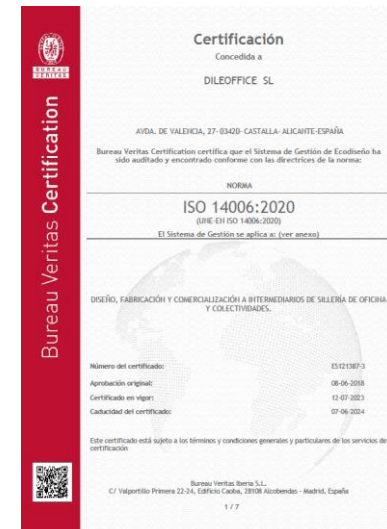 Certificación
Concedida a
DILEOFFICE SL
BUREAU
VERITAS
Bureau Veritas Certification
AVDA. DE VALENCIA, 27- 03420- CASTALLA- ALICANTE-ESPAÑA
Bureau Veritas Certification certifica que el Sistema de Gestión de Ecodiseño ha
sido auditado y encontrado conforme con las directrices de la norma:
NORMA
ISO 14006:2020
(UNE-EN ISO 14006:2020)
El Sistema de Gestión se aplica a: (ver anexo)
DISEÑO, FABRICACIÓN Y COMERCIALIZACIÓN A INTERMEDIARIOS DE SILLERÍA DE OFICINA
Y COLECTIVIDADES.
Número del certificado: ES121387-3
Aprobación original: 08-06-2018
Certificado en vigor: 12-07-2023
Caducidad del certificado: 07-06-2024
Este certificado está sujeto a los términos y condiciones generales y particulares de los servicios de
certificación
Bureau Veritas Iberia S.L.
C/ Valportillo Primera 22-24, Edificio Caoba, 28108 Alcobendas - Madrid, España
1 / 7